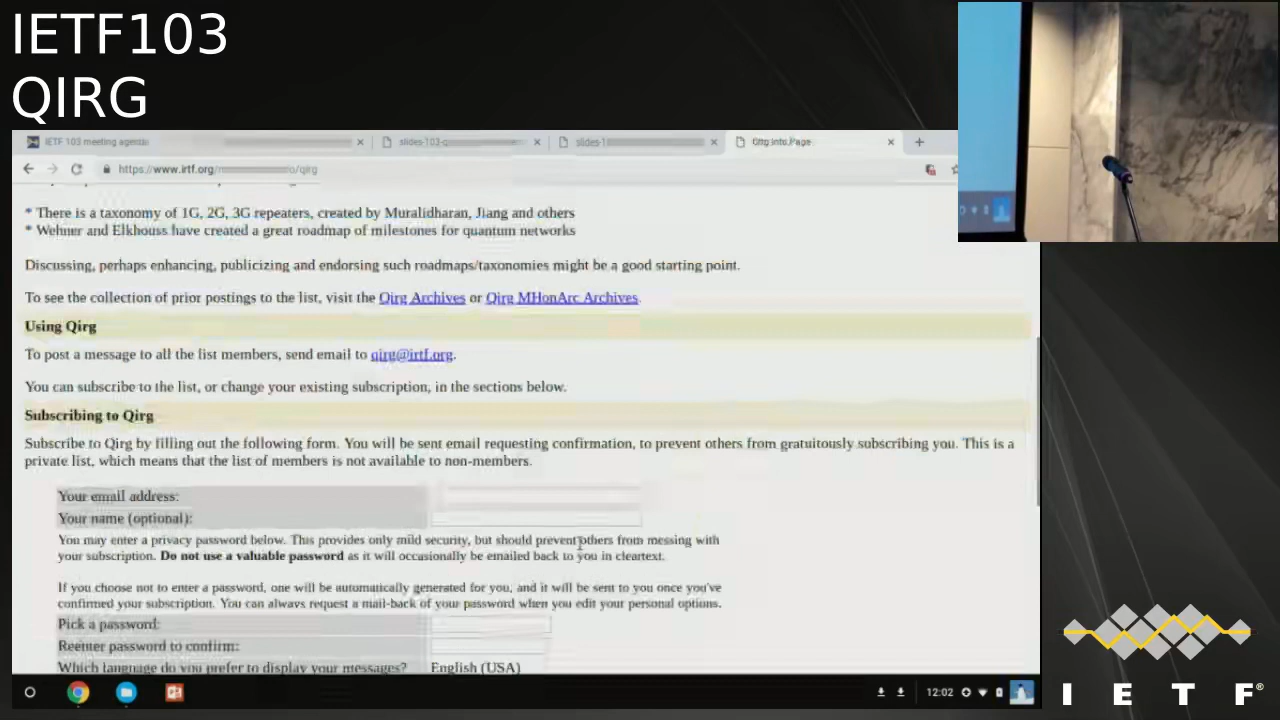 IETF103
QIRG
IETF 103 meeting agenda
slides-103-
slides-1
Qirg Info Page
https://www.irtf.org/
o/qirg
* There is a taxonomy of 1G, 2G, 3G repeaters, created by Muralidharan, Jiang and others
* Wehner and Elkhouss have created a great roadmap of milestones for quantum networks
Discussing, perhaps enhancing, publicizing and endorsing such roadmaps/taxonomies might be a good starting point.
To see the collection of prior postings to the list, visit the Qirg Archives or Qirg MHonArc Archives.
Using Qirg
To post a message to all the list members, send email to qirg@irtf.org.
You can subscribe to the list, or change your existing subscription, in the sections below.
Subscribing to Qirg
Subscribe to Qirg by filling out the following form. You will be sent email requesting confirmation, to prevent others from gratuitously subscribing you. This is a
private list, which means that the list of members is not available to non-members.
Your email address:
Your name (optional):
You may enter a privacy password below. This provides only mild security, but should prevent others from messing with
your subscription. Do not use a valuable password as it will occasionally be emailed back to you in cleartext.
If you choose not to enter a password, one will be automatically generated for you, and it will be sent to you once you've
confirmed your subscription. You can always request a mail-back of your password when you edit your personal options.
Pick a password:
Reenter password to confirm:
Which language do you prefer to display your messages? English (USA)
12:02
I E T F®